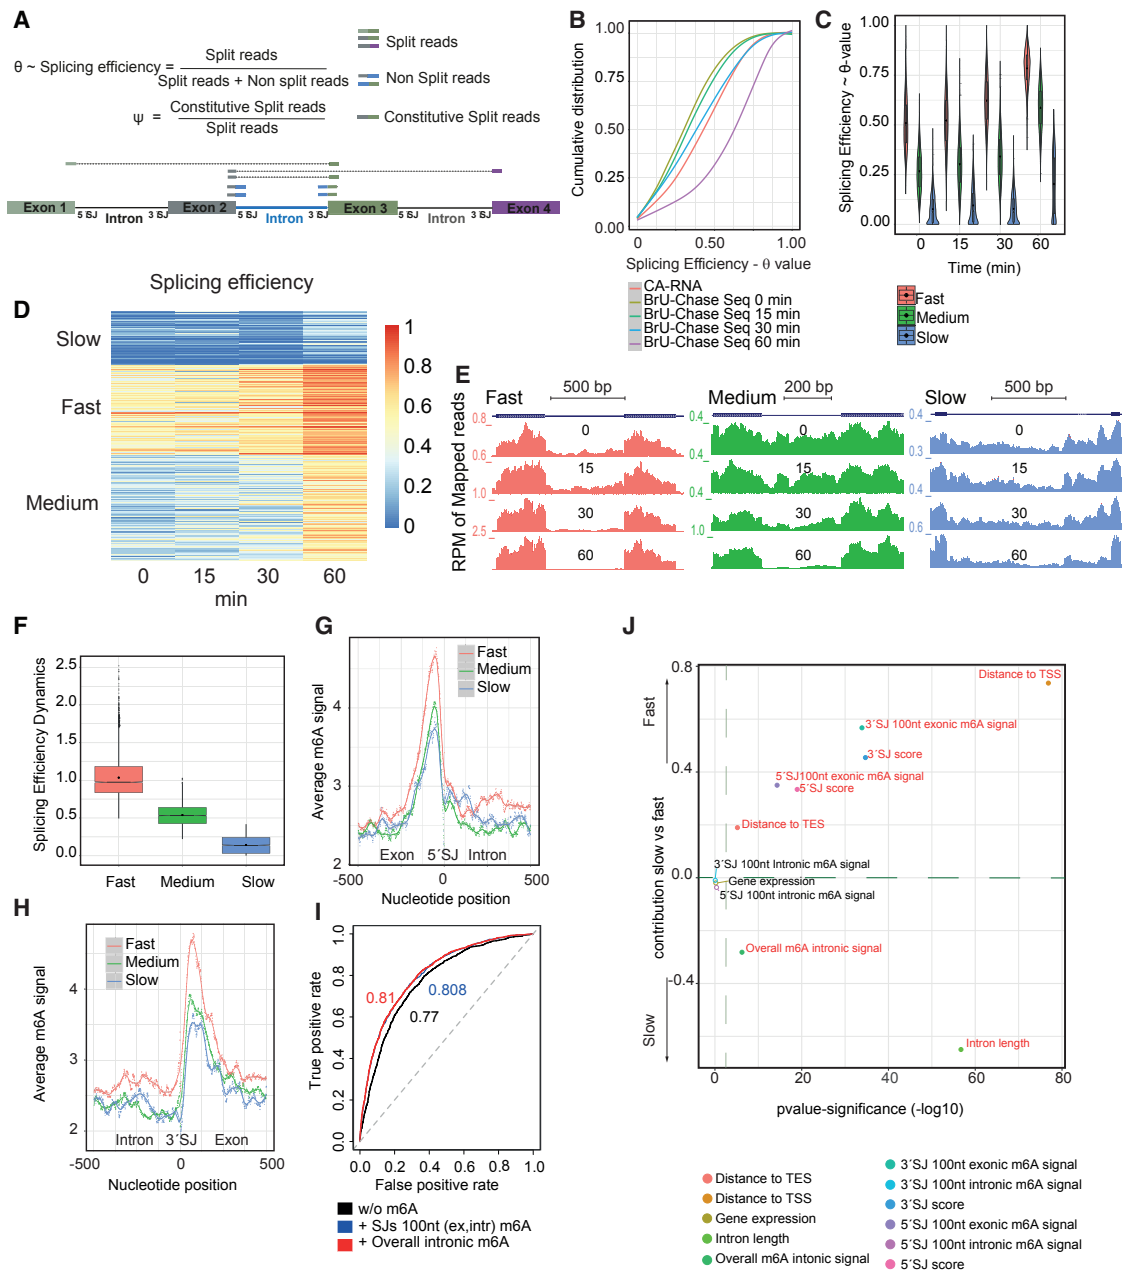 A
θ ~ Splicing efficiency =
Split reads
Split reads + Non split reads
ψ =
Constitutive Split reads
Split reads
Split reads
Non Split reads
Constitutive Split reads
Exon 1
5´SJ
Intron
3´SJ
Exon 2
5´SJ
Intron
3´SJ
Exon 3
5´SJ
Intron
3´SJ
Exon 4
B
Cumulative distribution
1.00
0.75
0.50
0.25
0.00
0
0.50
1.00
Splicing Efficiency - θ value
CA-RNA
BrU-Chase Seq 0 min
BrU-Chase Seq 15 min
BrU-Chase Seq 30 min
BrU-Chase Seq 60 min
C
Splicing Efficiency ~ θ-value
1.00
0.75
0.50
0.25
0.00
0
15
30
60
Time (min)
Fast
Medium
Slow
D
Splicing efficiency
Slow
Fast
Medium
1
0.8
0.6
0.4
0.2
0
0
15
30
60
min
E
RPM of Mapped reads
Fast
500 bp
0.8
0
0.6
15
1.0
30
2.5
60
Medium
200 bp
0.4
0
0.4
15
0.4
30
1.0
60
Slow
500 bp
0.4
0
0.3
15
0.4
30
0.6
60
F
Splicing Efficiency Dynamics
2.5
2.0
1.5
1.0
0.5
0.0
Fast
Medium
Slow
G
Average m6A signal
4
3
2
Fast
Medium
Slow
Exon
5´SJ
Intron
-500
0
500
Nucleotide position
H
Average m6A signal
4
3
2
Fast
Medium
Slow
Intron
3´SJ
Exon
-500
0
500
Nucleotide position
I
True positive rate
1.0
0.8
0.6
0.4
0.2
0.0
0.81
0.808
0.77
0.0
0.2
0.4
0.6
0.8
1.0
False positive rate
w/o m6A
+ SJs 100nt (ex,intr) m6A
+ Overall intronic m6A
J
contribution slow vs fast
Fast
Slow
0.8
0.4
0.0
-0.4
Distance to TSS
3´SJ 100nt exonic m6A signal
3´SJ score
5´SJ100nt exonic m6A signal
5´SJ score
Distance to TES
3´SJ 100nt Intronic m6A signal
Gene expression
5´SJ 100nt intronic m6A signal
Overall m6A intronic signal
Intron length
0
20
40
60
80
pvalue-significance (-log10)
Distance to TES
Distance to TSS
Gene expression
Intron length
Overall m6A intonic signal
3´SJ 100nt exonic m6A signal
3´SJ 100nt intronic m6A signal
3´SJ score
5´SJ 100nt exonic m6A signal
5´SJ 100nt intronic m6A signal
5´SJ score